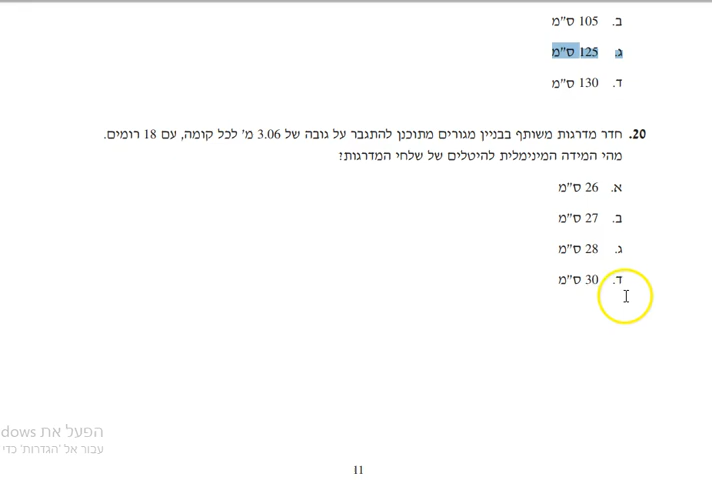 ב. 105 ס"מ
ג. 125 ס"מ
ד. 130 ס"מ
20. חדר מדרגות משותף בבניין מגורים מתוכנן להתגבר על גובה של 3.06 מ' לכל קומה, עם 18 רומים.
מהי המידה המינימלית להיטלים של שלחי המדרגות?
א. 26 ס"מ
ב. 27 ס"מ
ג. 28 ס"מ
ד. 30 ס"מ
הפעל את dows
עבור אל "הגדרות" כדי
11